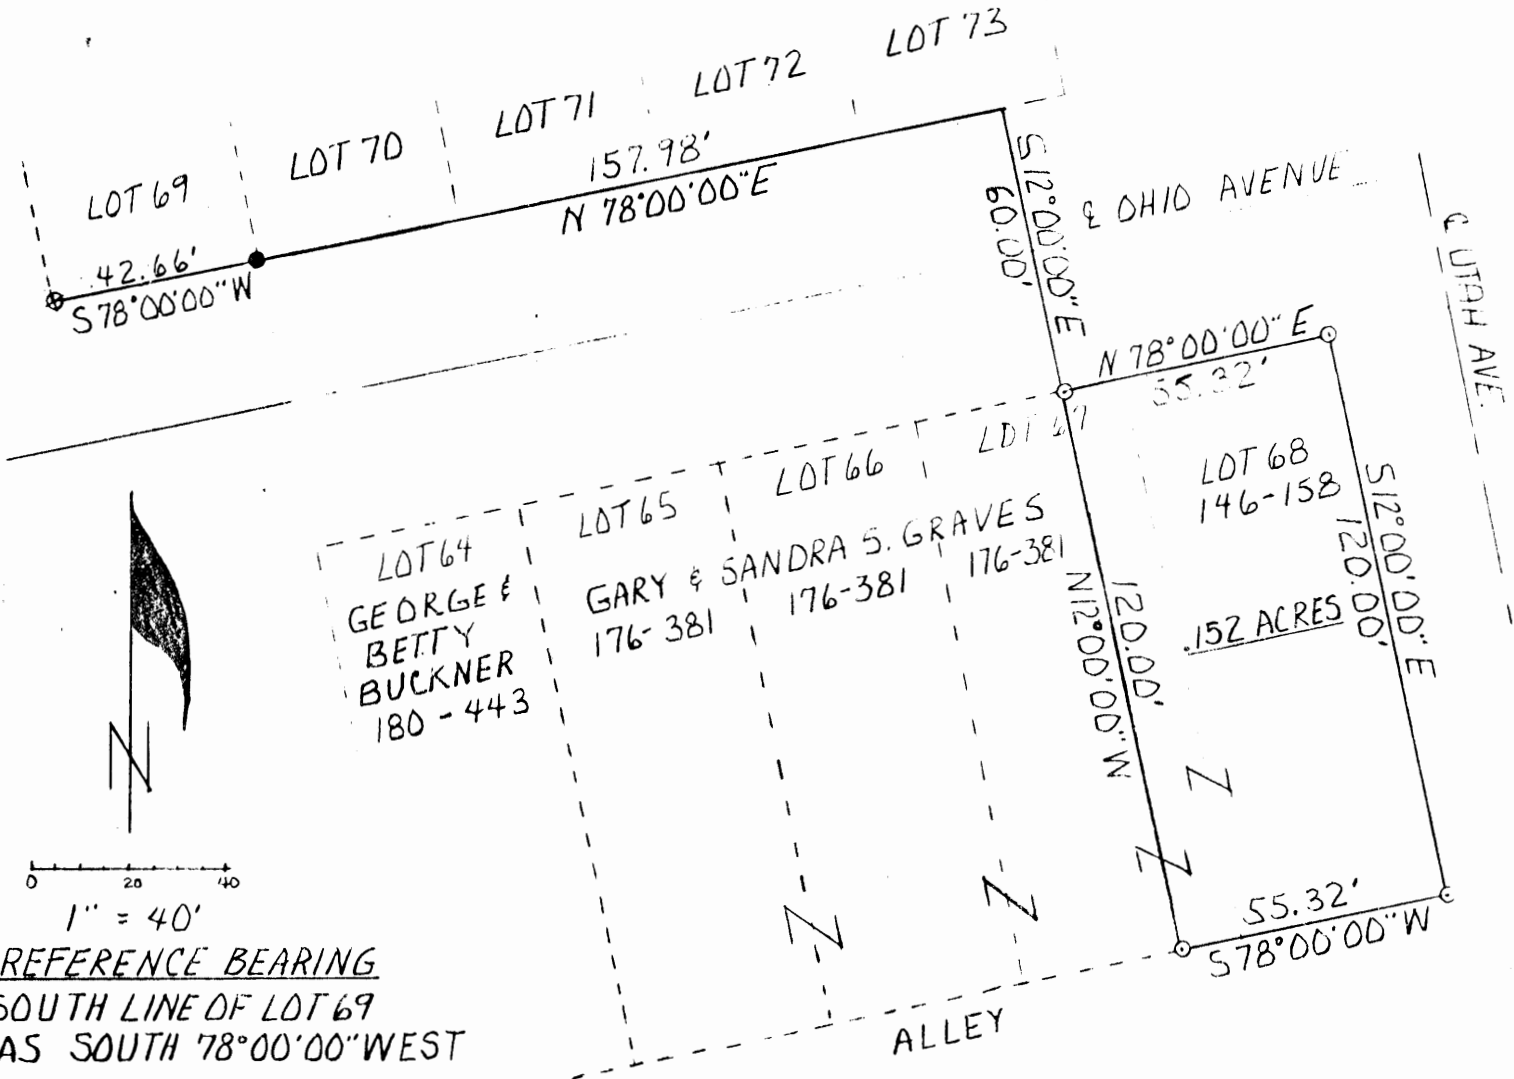 LOT 73
LOT 72
LOT 71
LOT 70
LOT 69
157.98'
N 78°00'00"E
42.66'
S78°00'00"W
S12°00'00"E
60.00'
℄ OHIO AVENUE
℄ UTAH AVE.
N 78°00'00"E
55.32'
LOT 67
LOT 68
146-158
.152 ACRES
S12°00'00"E
120.00'
120.00'
N12°00'00"W
55.32'
S78°00'00"W
LOT 66
LOT 65
LOT 64
GEORGE &
BETTY
BUCKNER
180-443
GARY & SANDRA S. GRAVES
176-381
176-381
176-381
Z
Z
Z
Z
ALLEY
N
0 20 40
1" = 40'
REFERENCE BEARING
SOUTH LINE OF LOT 69
AS SOUTH 78°00'00"WEST